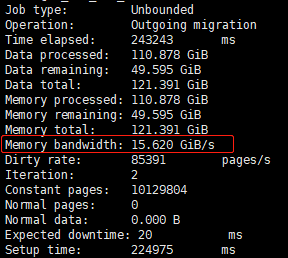 Job type: Unbounded
Operation: Outgoing migration
Time elapsed: 243243 ms
Data processed: 110.878 GiB
Data remaining: 49.595 GiB
Data total: 121.391 GiB
Memory processed: 110.878 GiB
Memory remaining: 49.595 GiB
Memory total: 121.391 GiB
Memory bandwidth: 15.620 GiB/s
Dirty rate: 85391 pages/s
Iteration: 2
Constant pages: 10129804
Normal pages: 0
Normal data: 0.000 B
Expected downtime: 20 ms
Setup time: 224975 ms